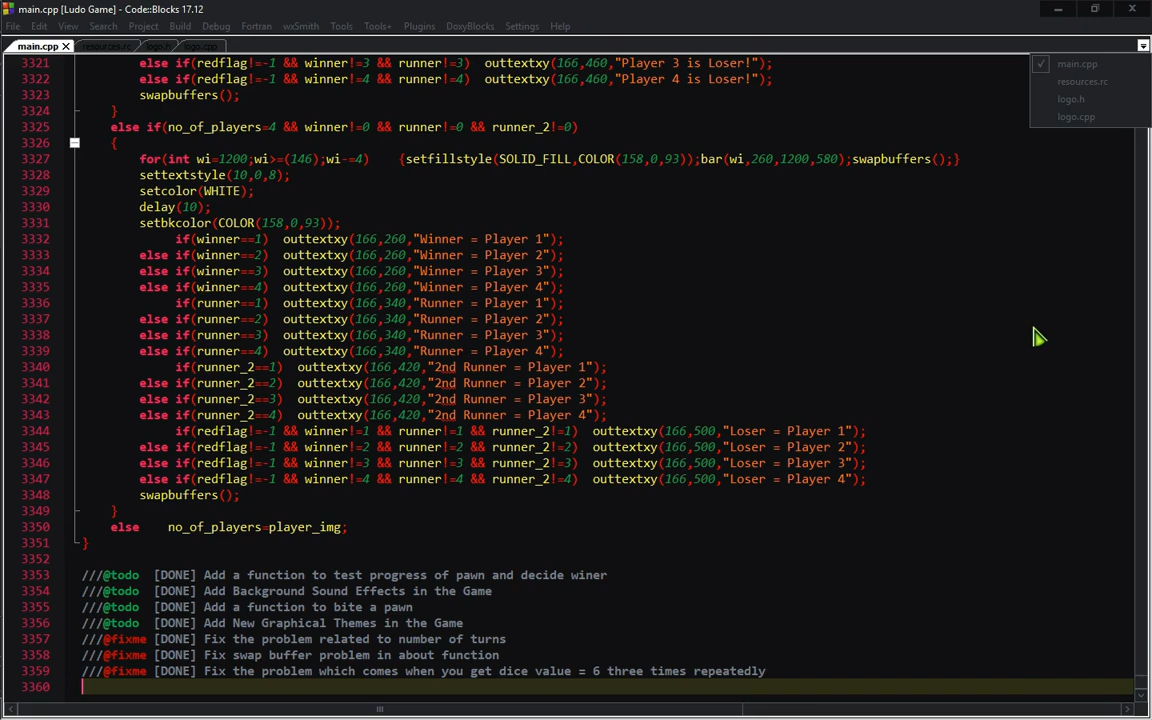 main.cpp [Ludo Game] - Code::Blocks 17.12
File Edit View Search Project Build Debug Fortran wxSmith Tools Tools+ Plugins DoxyBlocks Settings Help
main.cpp resources.rc logo.h logo.cpp
3321 else if(redflag!=-1 && winner!=3 && runner!=3) outtextxy(166,460,"Player 3 is Loser!");
3322 else if(redflag!=-1 && winner!=4 && runner!=4) outtextxy(166,460,"Player 4 is Loser!");
3323 swapbuffers();
3324 }
3325 else if(no_of_players=4 && winner!=0 && runner!=0 && runner_2!=0)
3326 {
3327 for(int wi=1200;wi>=(146);wi-=4) {setfillstyle(SOLID_FILL,COLOR(158,0,93));bar(wi,260,1200,580);swapbuffers();}
3328 settextstyle(10,0,8);
3329 setcolor(WHITE);
3330 delay(10);
3331 setbkcolor(COLOR(158,0,93));
3332 if(winner==1) outtextxy(166,260,"Winner = Player 1");
3333 else if(winner==2) outtextxy(166,260,"Winner = Player 2");
3334 else if(winner==3) outtextxy(166,260,"Winner = Player 3");
3335 else if(winner==4) outtextxy(166,260,"Winner = Player 4");
3336 if(runner==1) outtextxy(166,340,"Runner = Player 1");
3337 else if(runner==2) outtextxy(166,340,"Runner = Player 2");
3338 else if(runner==3) outtextxy(166,340,"Runner = Player 3");
3339 else if(runner==4) outtextxy(166,340,"Runner = Player 4");
3340 if(runner_2==1) outtextxy(166,420,"2nd Runner = Player 1");
3341 else if(runner_2==2) outtextxy(166,420,"2nd Runner = Player 2");
3342 else if(runner_2==3) outtextxy(166,420,"2nd Runner = Player 3");
3343 else if(runner_2==4) outtextxy(166,420,"2nd Runner = Player 4");
3344 if(redflag!=-1 && winner!=1 && runner!=1 && runner_2!=1) outtextxy(166,500,"Loser = Player 1");
3345 else if(redflag!=-1 && winner!=2 && runner!=2 && runner_2!=2) outtextxy(166,500,"Loser = Player 2");
3346 else if(redflag!=-1 && winner!=3 && runner!=3 && runner_2!=3) outtextxy(166,500,"Loser = Player 3");
3347 else if(redflag!=-1 && winner!=4 && runner!=4 && runner_2!=4) outtextxy(166,500,"Loser = Player 4");
3348 swapbuffers();
3349 }
3350 else no_of_players=player_img;
3351 }
3352
3353 ///@todo [DONE] Add a function to test progress of pawn and decide winer
3354 ///@todo [DONE] Add Background Sound Effects in the Game
3355 ///@todo [DONE] Add a function to bite a pawn
3356 ///@todo [DONE] Add New Graphical Themes in the Game
3357 ///@fixme [DONE] Fix the problem related to number of turns
3358 ///@fixme [DONE] Fix swap buffer problem in about function
3359 ///@fixme [DONE] Fix the problem which comes when you get dice value = 6 three times repeatedly
3360
main.cpp
resources.rc
logo.h
logo.cpp